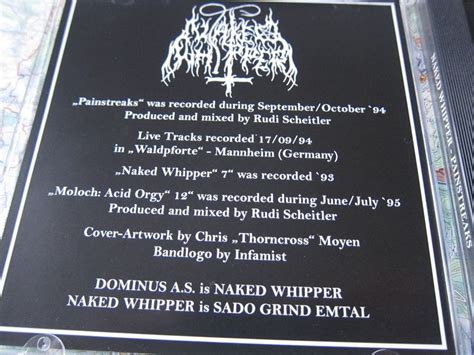 NAKED
WHIPPER
„Painstreaks“ was recorded during September/October `94
Produced and mixed by Rudi Scheitler
Live Tracks recorded 17/09/94
in „Waldpforte“ - Mannheim (Germany)
„Naked Whipper“ 7“ was recorded `93
„Moloch: Acid Orgy“ 12“ was recorded during June/July `95
Produced and mixed by Rudi Scheitler
Cover-Artwork by Chris „Thorncross“ Moyen
Bandlogo by Infamist
DOMINUS A.S. is NAKED WHIPPER
NAKED WHIPPER is SADO GRIND EMTAL
NAKED WHIPPER - PAINSTREAKS